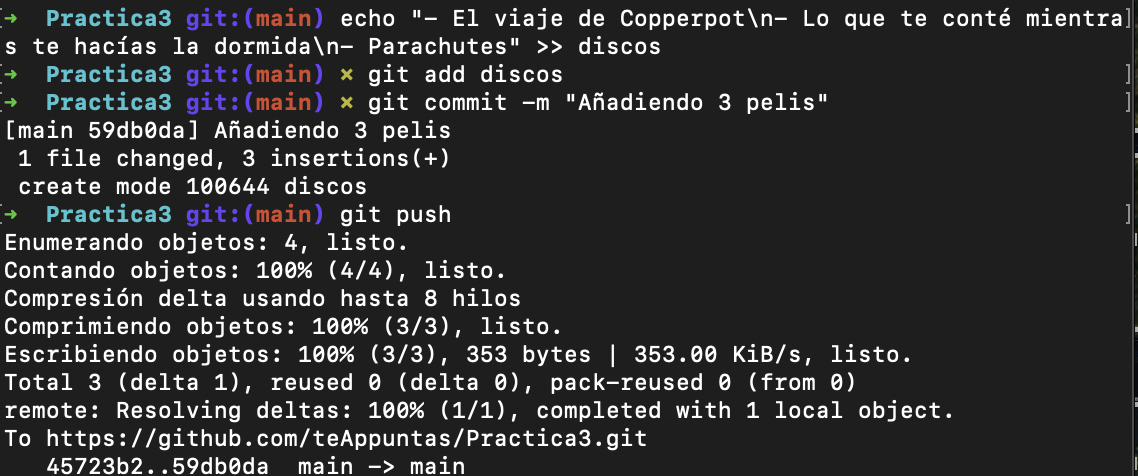 ➜  Practica3 git:(main) echo "- El viaje de Copperpot\n- Lo que te conté mientra
s te hacías la dormida\n- Parachutes" >> discos
➜  Practica3 git:(main) ✗ git add discos
➜  Practica3 git:(main) ✗ git commit -m "Añadiendo 3 pelis"
[main 59db0da] Añadiendo 3 pelis
 1 file changed, 3 insertions(+)
 create mode 100644 discos
➜  Practica3 git:(main) git push
Enumerando objetos: 4, listo.
Contando objetos: 100% (4/4), listo.
Compresión delta usando hasta 8 hilos
Comprimiendo objetos: 100% (3/3), listo.
Escribiendo objetos: 100% (3/3), 353 bytes | 353.00 KiB/s, listo.
Total 3 (delta 1), reused 0 (delta 0), pack-reused 0 (from 0)
remote: Resolving deltas: 100% (1/1), completed with 1 local object.
To https://github.com/teAppuntas/Practica3.git
   45723b2..59db0da  main -> main